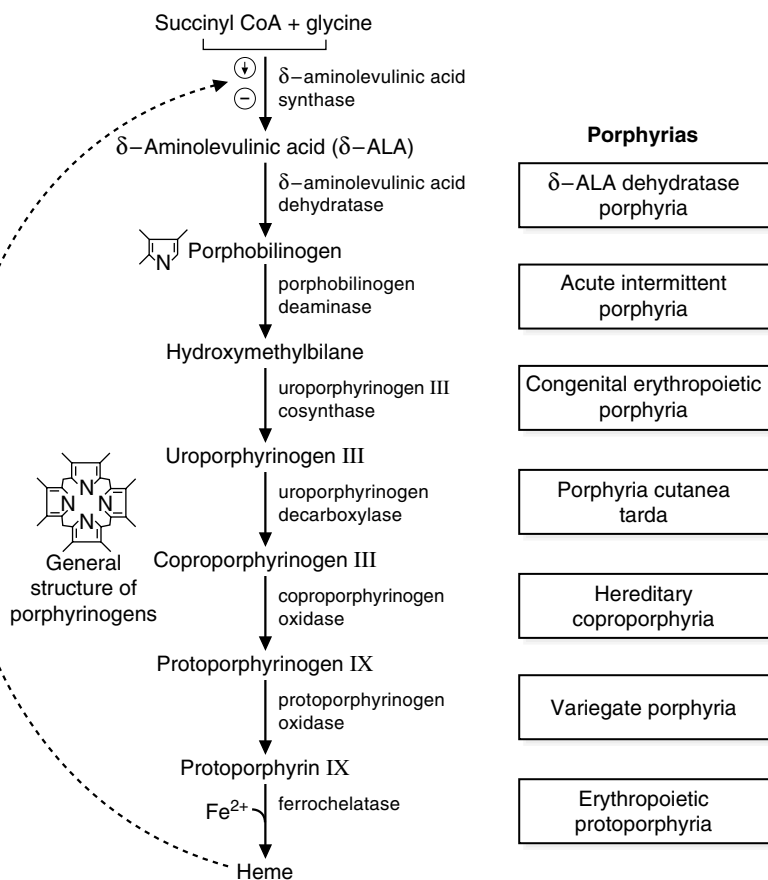 Succinyl CoA + glycine
δ–aminolevulinic acid
synthase
–
δ–Aminolevulinic acid (δ–ALA)
δ–aminolevulinic acid
dehydratase
N
Porphobilinogen
porphobilinogen
deaminase
Hydroxymethylbilane
uroporphyrinogen III
cosynthase
Uroporphyrinogen III
uroporphyrinogen
decarboxylase
N
N N
N
General
structure of
porphyrinogens
Coproporphyrinogen III
coproporphyrinogen
oxidase
Protoporphyrinogen IX
protoporphyrinogen
oxidase
Protoporphyrin IX
Fe²⁺
ferrochelatase
Heme
Porphyrias
δ–ALA dehydratase
porphyria
Acute intermittent
porphyria
Congenital erythropoietic
porphyria
Porphyria cutanea
tarda
Hereditary
coproporphyria
Variegate porphyria
Erythropoietic
protoporphyria